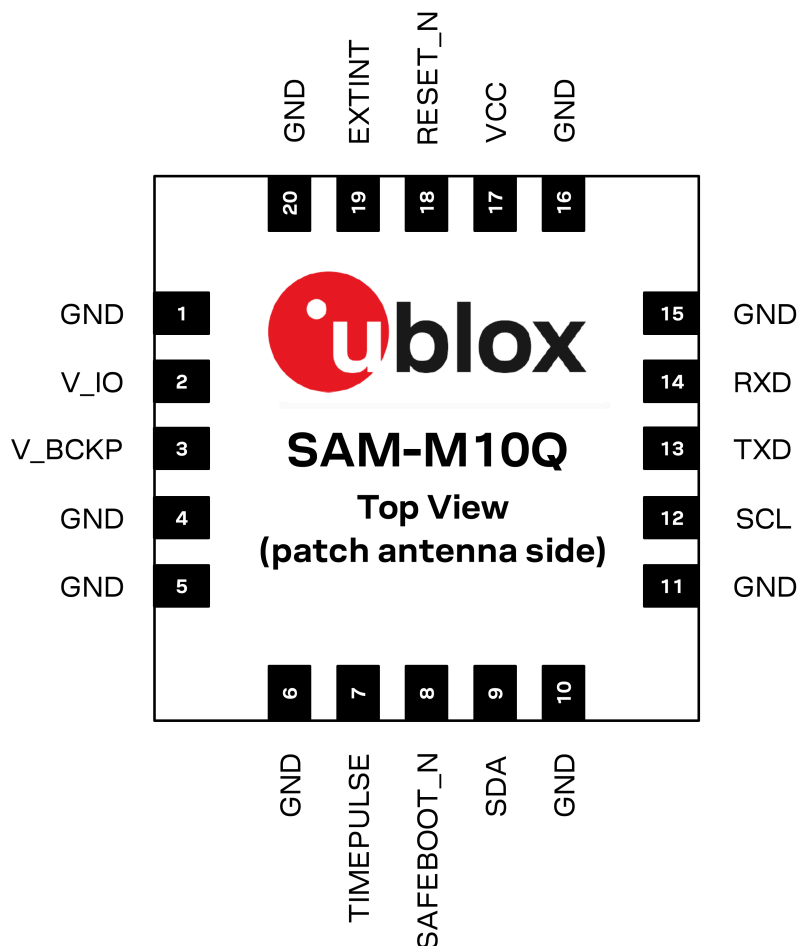 GND EXTINT RESET_N VCC GND
20 19 18 17 16
GND 1
V_IO 2
V_BCKP 3
GND 4
GND 5
ublox
SAM-M10Q
Top View
(patch antenna side)
15 GND
14 RXD
13 TXD
12 SCL
11 GND
6 7 8 9 10
GND TIMEPULSE SAFEBOOT_N SDA GND